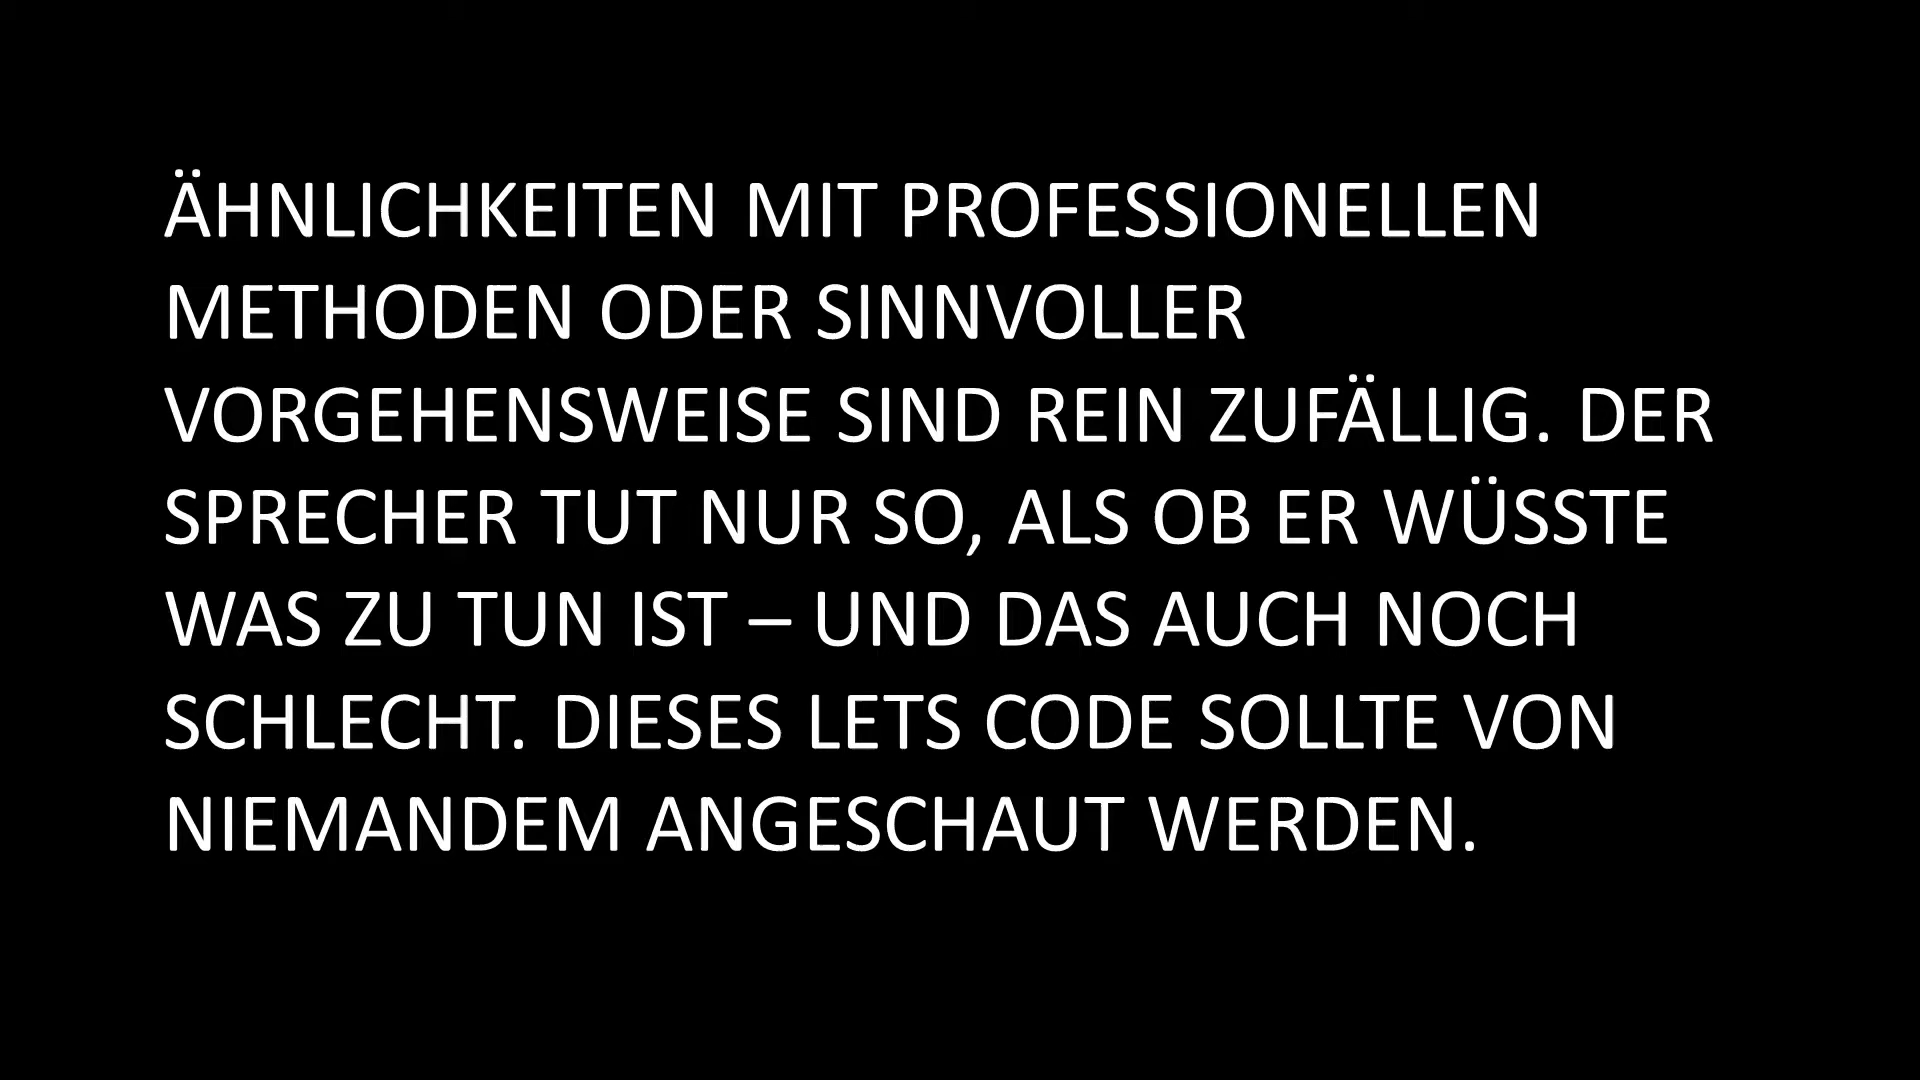 ÄHNLICHKEITEN MIT PROFESSIONELLEN
METHODEN ODER SINNVOLLER
VORGEHENSWEISE SIND REIN ZUFÄLLIG. DER
SPRECHER TUT NUR SO, ALS OB ER WÜSSTE
WAS ZU TUN IST – UND DAS AUCH NOCH
SCHLECHT. DIESES LETS CODE SOLLTE VON
NIEMANDEM ANGESCHAUT WERDEN.